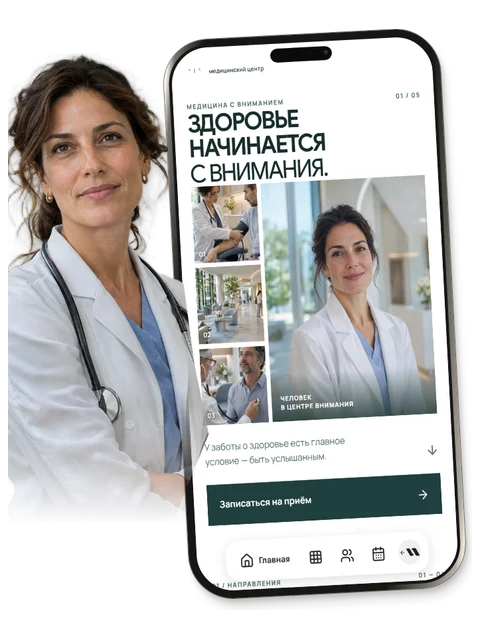 медицинский центр
МЕДИЦИНА С ВНИМАНИЕМ
01 / 05
ЗДОРОВЬЕ
НАЧИНАЕТСЯ
С ВНИМАНИЯ.
01
02
03
ЧЕЛОВЕК
В ЦЕНТРЕ ВНИМАНИЯ
У заботы о здоровье есть главное
условие — быть услышанным.
Записаться на приём
Главная
/ НАПРАВЛЕНИЯ
01 —